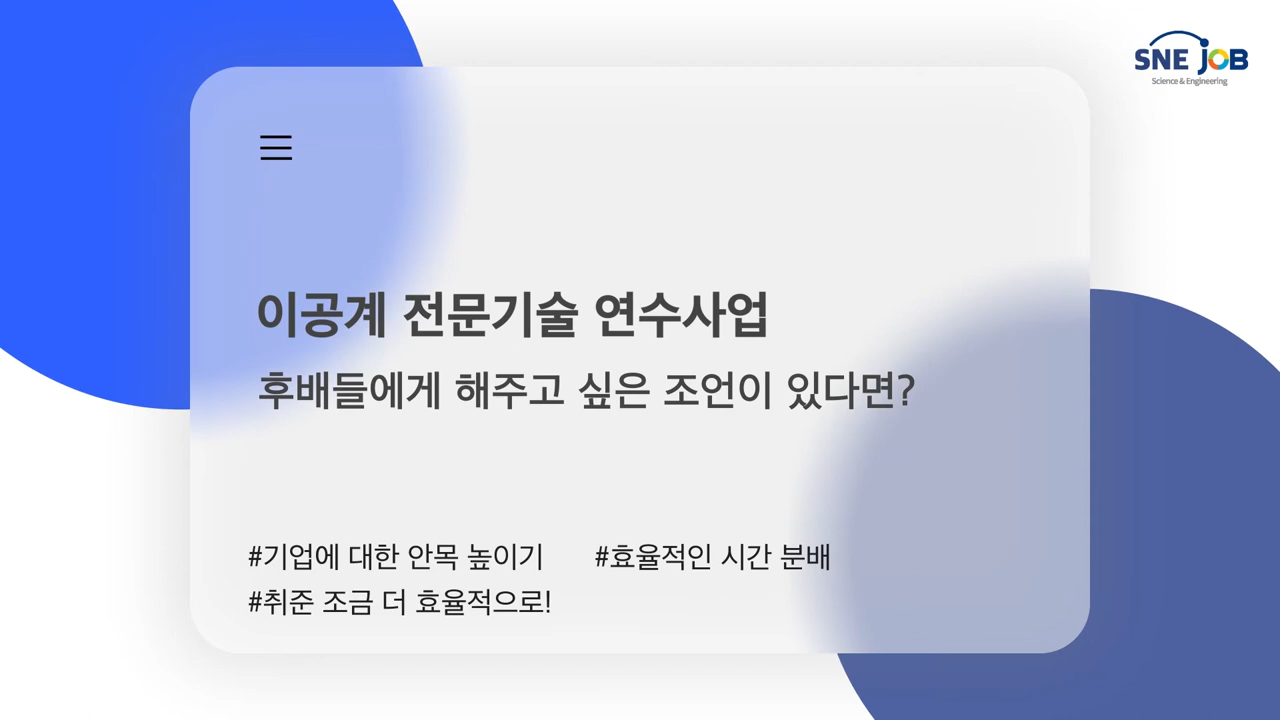 SNE JOB
Science & Engineering
이공계 전문기술 연수사업
후배들에게 해주고 싶은 조언이 있다면?
#기업에 대한 안목 높이기 #효율적인 시간 분배
#취준 조금 더 효율적으로!